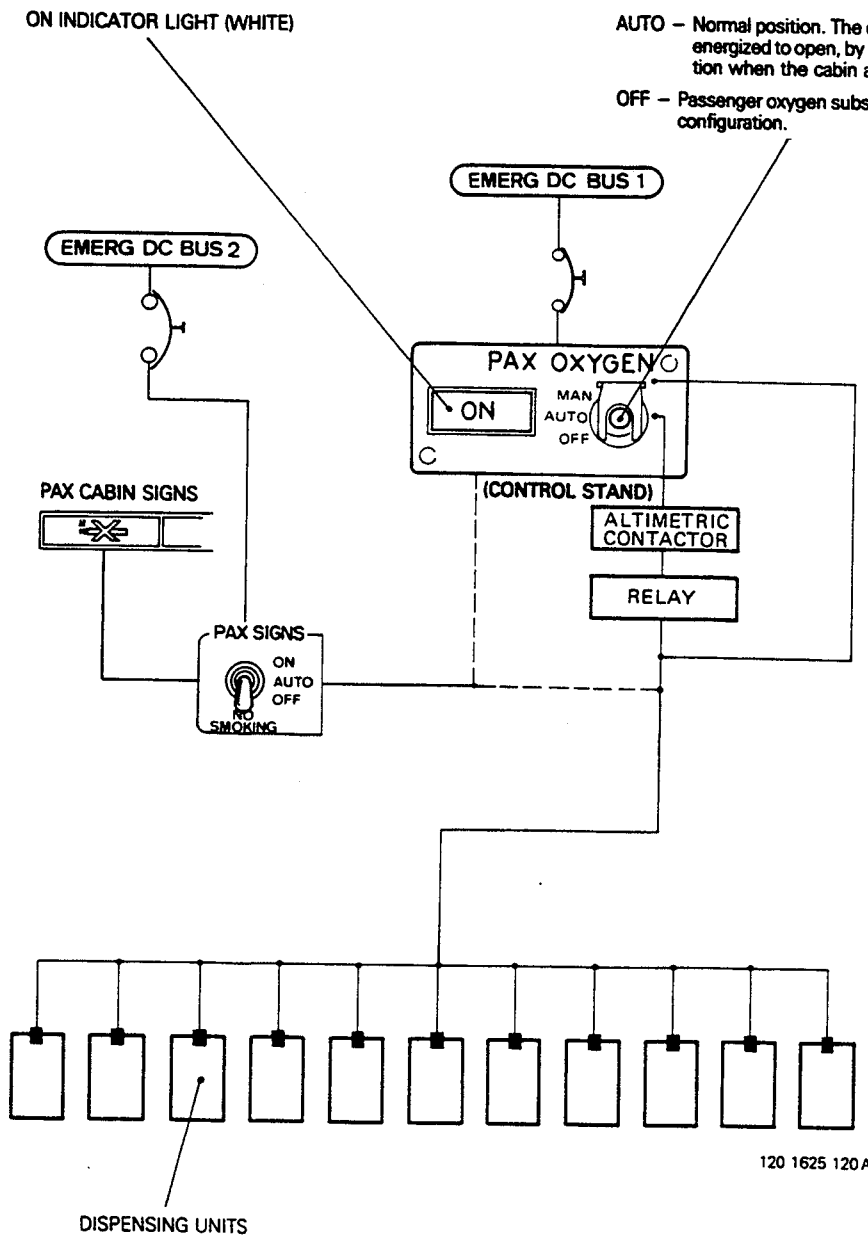 ON INDICATOR LIGHT (WHITE)
AUTO – Normal position. The
energized to open, by
tion when the cabin
OFF – Passenger oxygen
configuration.
EMERG DC BUS 1
EMERG DC BUS 2
PAX OXYGEN
ON
MAN
AUTO
OFF
(CONTROL STAND)
PAX CABIN SIGNS
ALTIMETRIC
CONTACTOR
RELAY
PAX SIGNS
ON
AUTO
OFF
NO
SMOKING
120 1625 120 A
DISPENSING UNITS